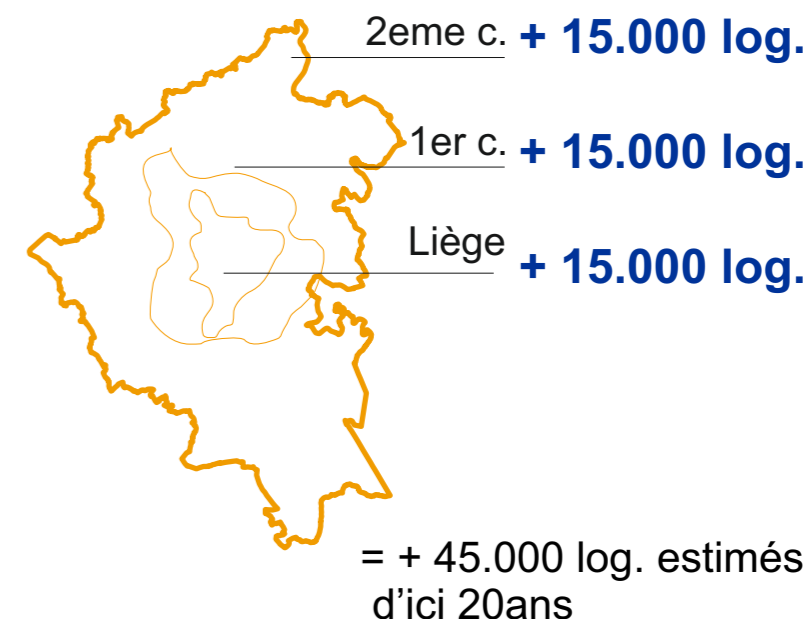 2eme c. + 15.000 log.
1er c. + 15.000 log.
Liège + 15.000 log.
= + 45.000 log. estimés
d'ici 20ans